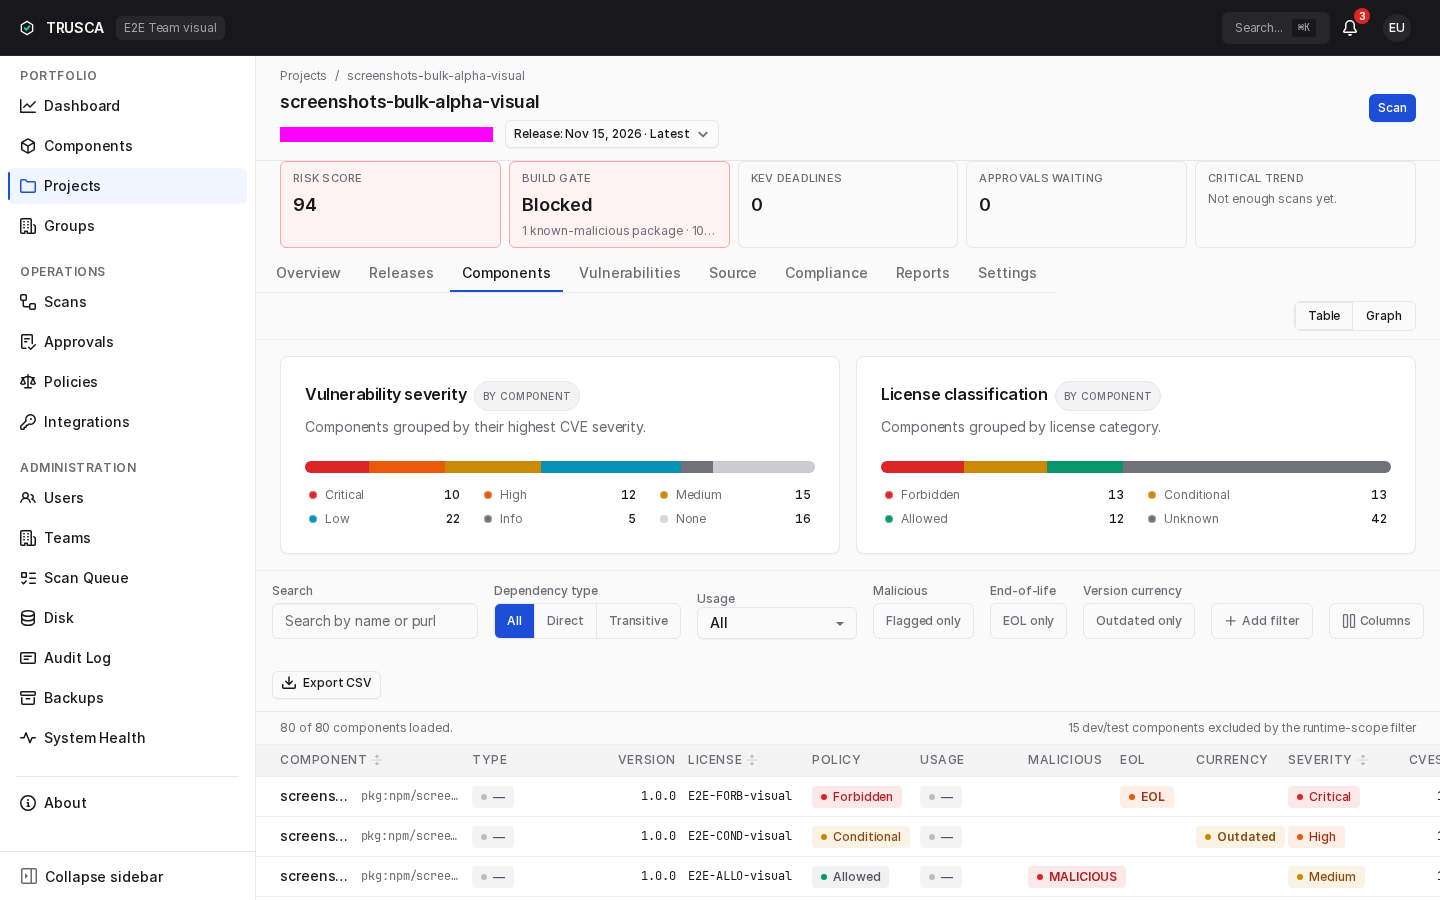 TRUSCA E2E Team visual Search... ⌘K 3 EU
PORTFOLIO
Dashboard
Components
Projects
Groups
OPERATIONS
Scans
Approvals
Policies
Integrations
ADMINISTRATION
Users
Teams
Scan Queue
Disk
Audit Log
Backups
System Health
About
Collapse sidebar
Projects / screenshots-bulk-alpha-visual
screenshots-bulk-alpha-visual
Scan
Release: Nov 15, 2026 · Latest
RISK SCORE
94
BUILD GATE
Blocked
1 known-malicious package · 10…
KEV DEADLINES
0
APPROVALS WAITING
0
CRITICAL TREND
Not enough scans yet.
Overview Releases Components Vulnerabilities Source Compliance Reports Settings
Table Graph
Vulnerability severity BY COMPONENT
Components grouped by their highest CVE severity.
Critical 10 High 12 Medium 15
Low 22 Info 5 None 16
License classification BY COMPONENT
Components grouped by license category.
Forbidden 13 Conditional 13
Allowed 12 Unknown 42
Search
Search by name or purl
Dependency type
All Direct Transitive
Usage
All
Malicious
Flagged only
End-of-life
EOL only
Version currency
Outdated only
Add filter
Columns
Export CSV
80 of 80 components loaded. 15 dev/test components excluded by the runtime-scope filter
COMPONENT TYPE VERSION LICENSE POLICY USAGE MALICIOUS EOL CURRENCY SEVERITY CVES
screens… pkg:npm/scree… — 1.0.0 E2E-FORB-visual Forbidden — EOL Critical
screens… pkg:npm/scree… — 1.0.0 E2E-COND-visual Conditional — Outdated High
screens… pkg:npm/scree… — 1.0.0 E2E-ALLO-visual Allowed — MALICIOUS Medium